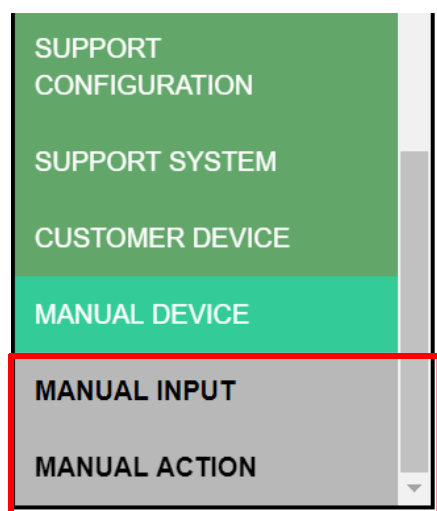 SUPPORT
CONFIGURATION
SUPPORT SYSTEM
CUSTOMER DEVICE
MANUAL DEVICE
MANUAL INPUT
MANUAL ACTION